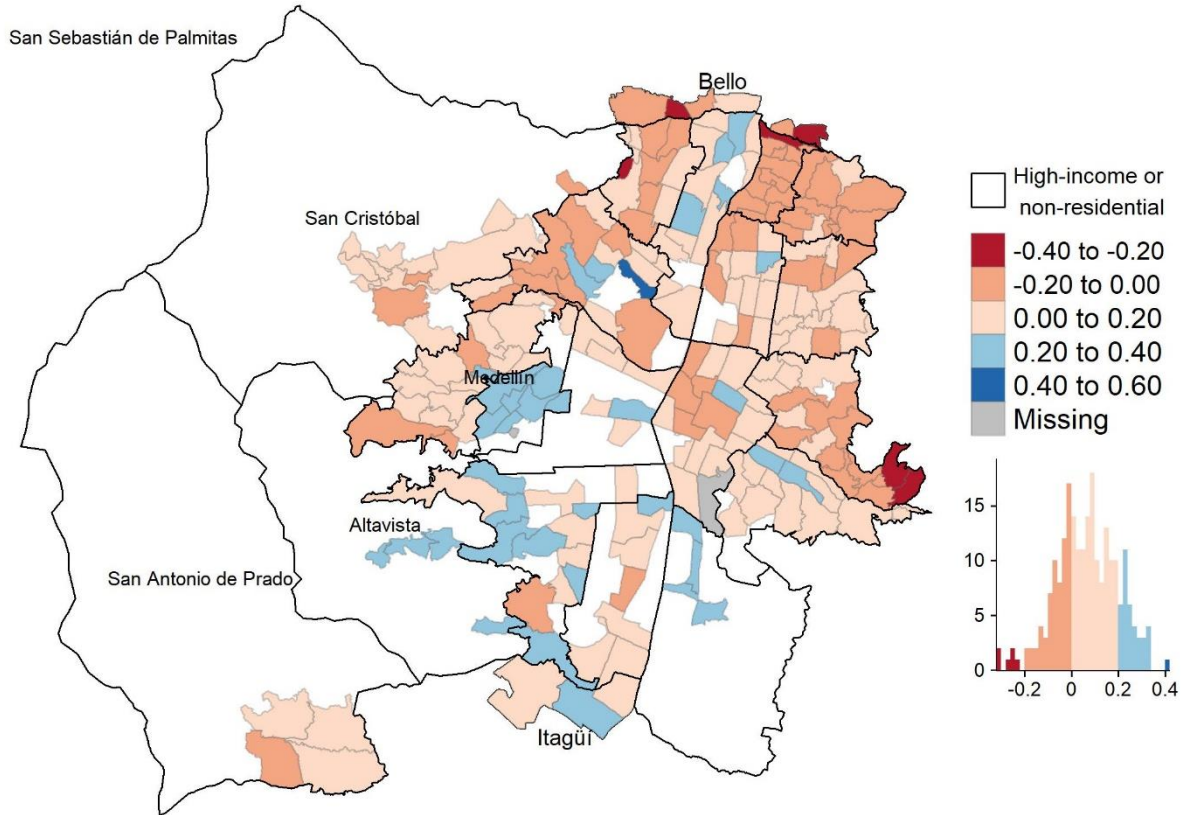 San Sebastián de Palmitas
Bello
San Cristóbal
Medellín
Altavista
San Antonio de Prado
Itagüí
High-income or
non-residential
-0.40 to -0.20
-0.20 to 0.00
0.00 to 0.20
0.20 to 0.40
0.40 to 0.60
Missing
15
10
5
0
-0.2 0 0.2 0.4